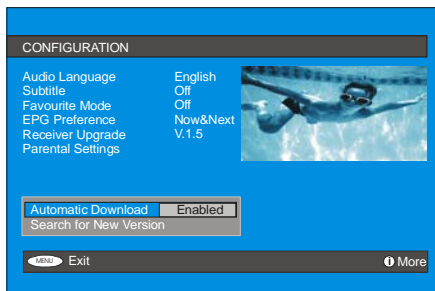 CONFIGURATION
Audio Language English
Subtitle Off
Favourite Mode Off
EPG Preference Now&Next
Receiver Upgrade V.1.5
Parental Settings
Automatic Download Enabled
Search for New Version
MENU Exit i More